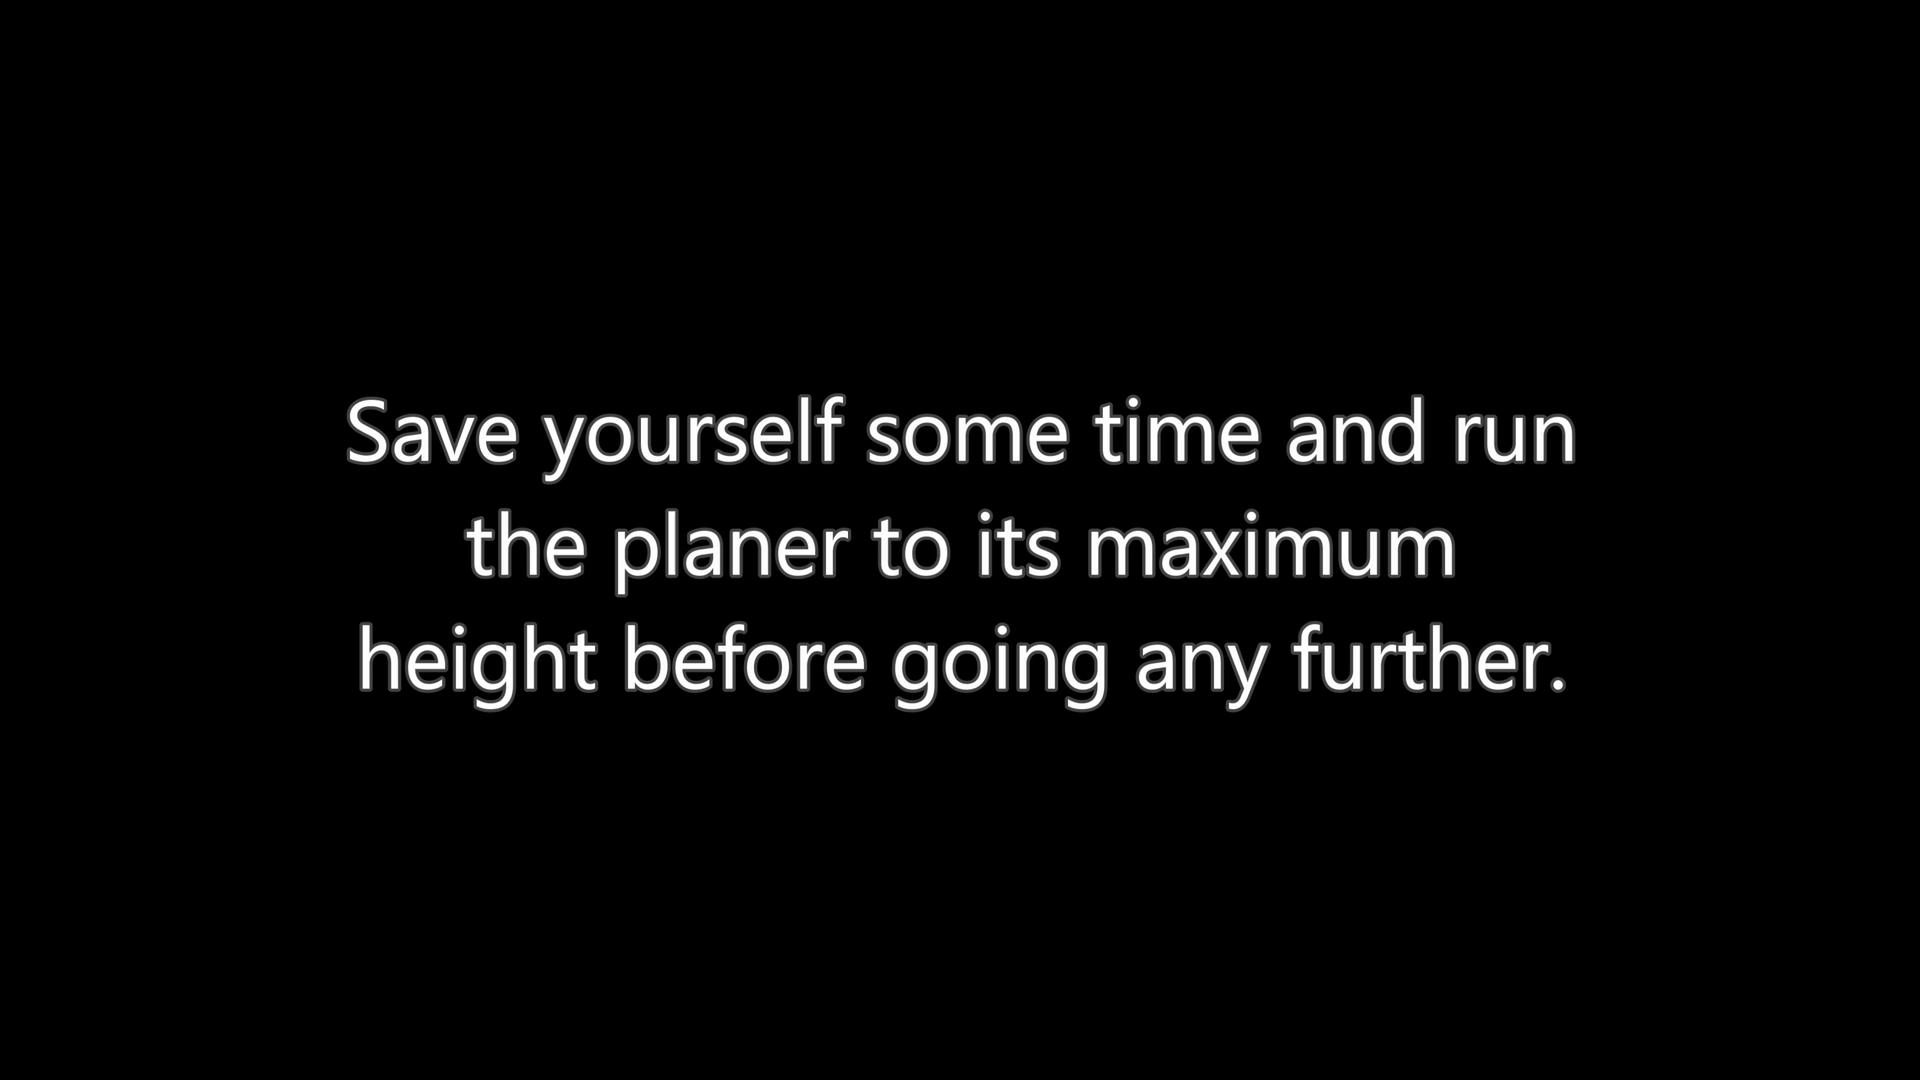 Save yourself some time and run
the planer to its maximum
height before going any further.